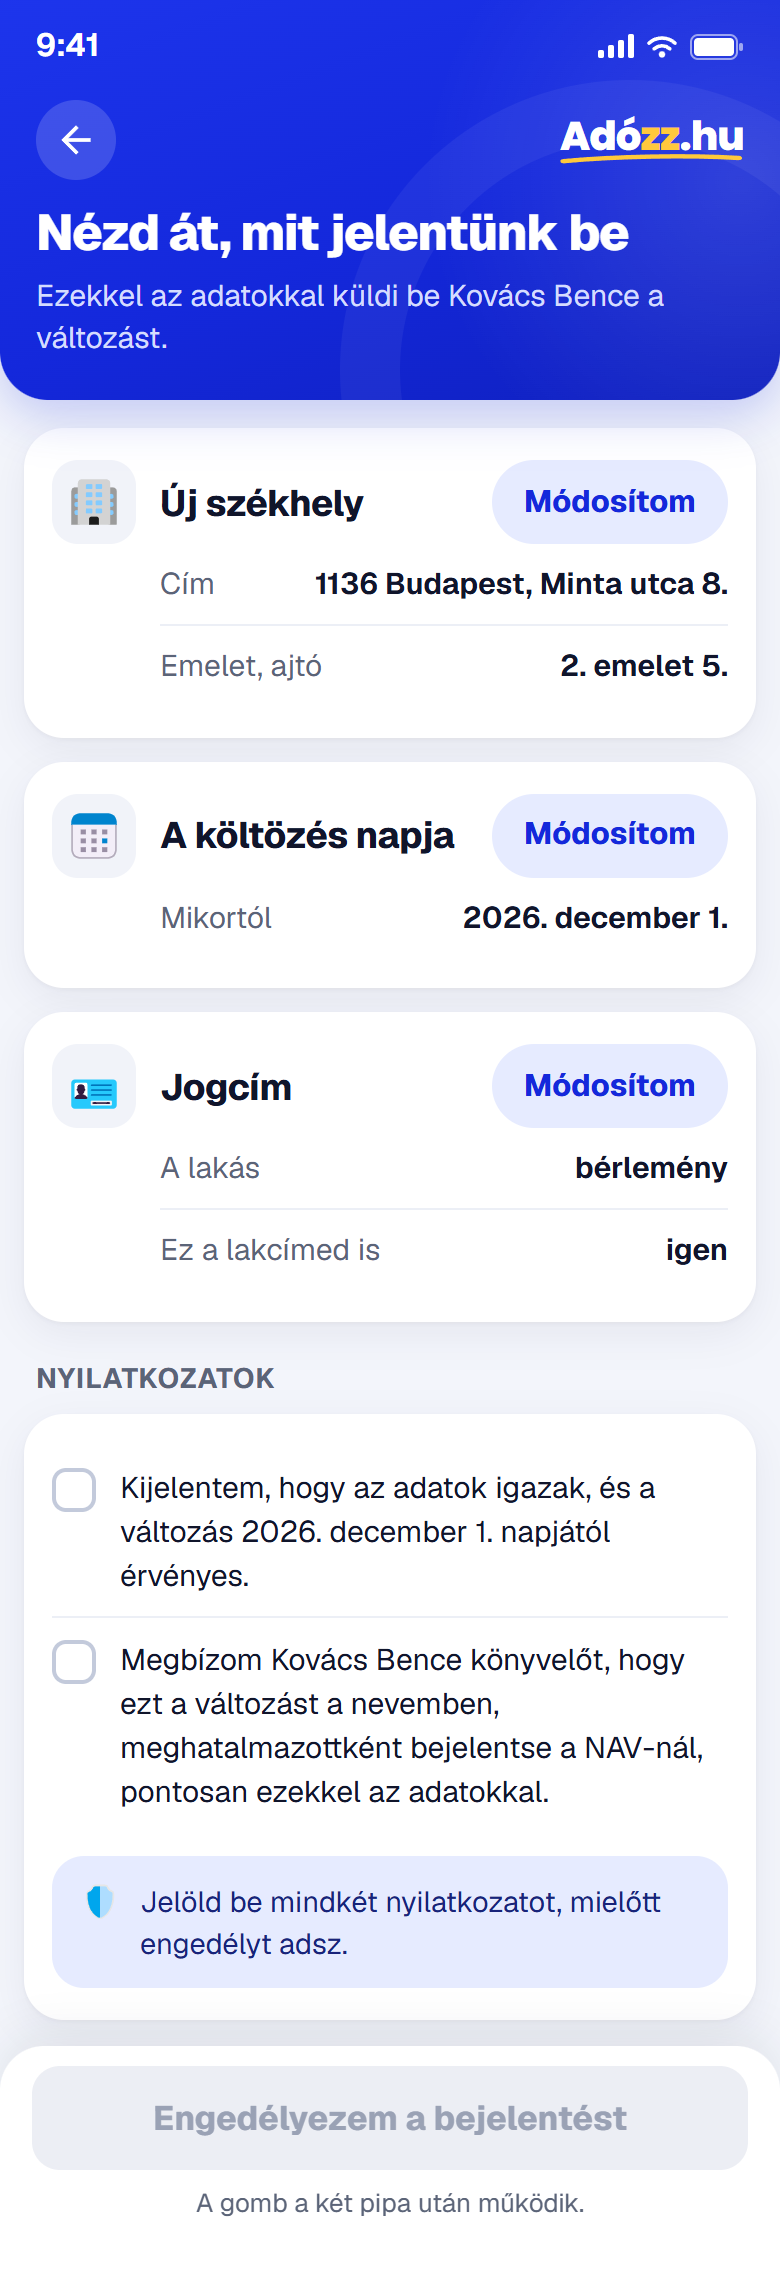 9:41
Adózz.hu
Nézd át, mit jelentünk be
Ezekkel az adatokkal küldi be Kovács Bence a
változást.
Új székhely
Módosítom
Cím
1136 Budapest, Minta utca 8.
Emelet, ajtó
2. emelet 5.
A költözés napja
Módosítom
Mikortól
2026. december 1.
Jogcím
Módosítom
A lakás
bérlemény
Ez a lakcímed is
igen
NYILATKOZATOK
Kijelentem, hogy az adatok igazak, és a
változás 2026. december 1. napjától
érvényes.
Megbízom Kovács Bence könyvelőt, hogy
ezt a változást a nevemben,
meghatalmazottként bejelentse a NAV-nál,
pontosan ezekkel az adatokkal.
Jelöld be mindkét nyilatkozatot, mielőtt
engedélyt adsz.
Engedélyezem a bejelentést
A gomb a két pipa után működik.